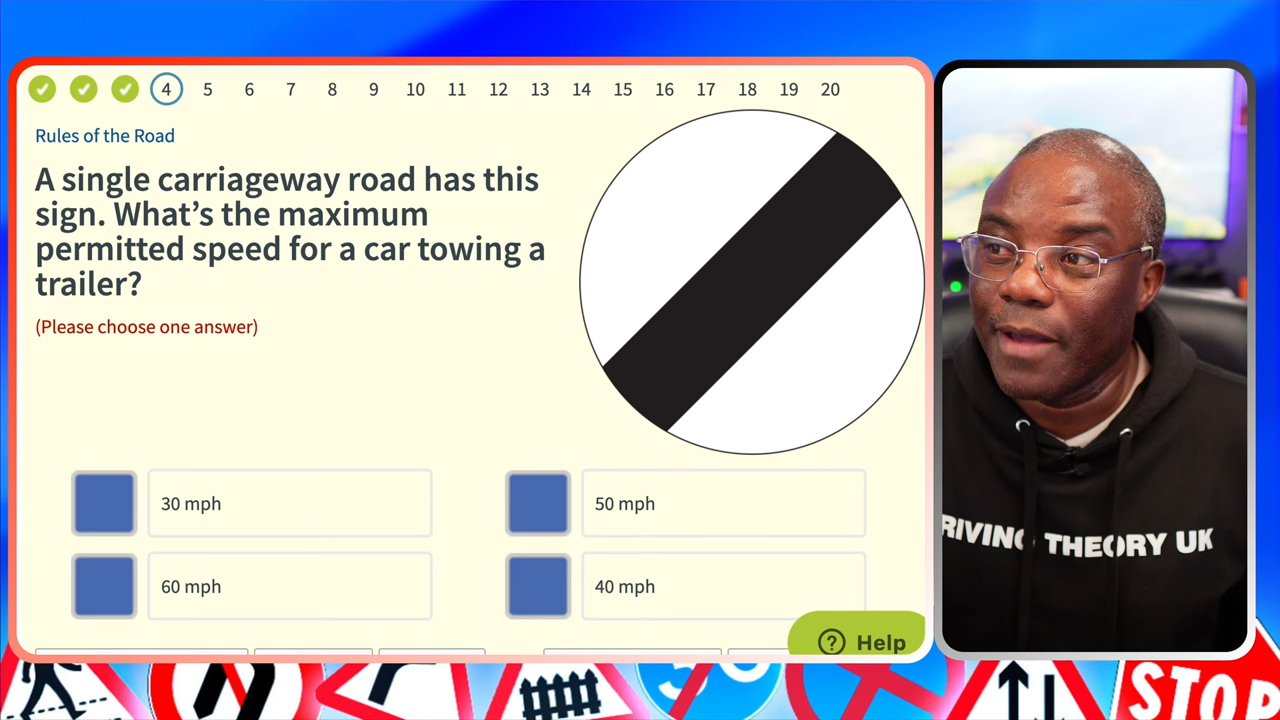 4 5 6 7 8 9 10 11 12 13 14 15 16 17 18 19 20
Rules of the Road
A single carriageway road has this
sign. What’s the maximum
permitted speed for a car towing a
trailer?
(Please choose one answer)
30 mph
50 mph
60 mph
40 mph
? Help
RIVING THEORY UK
STOP